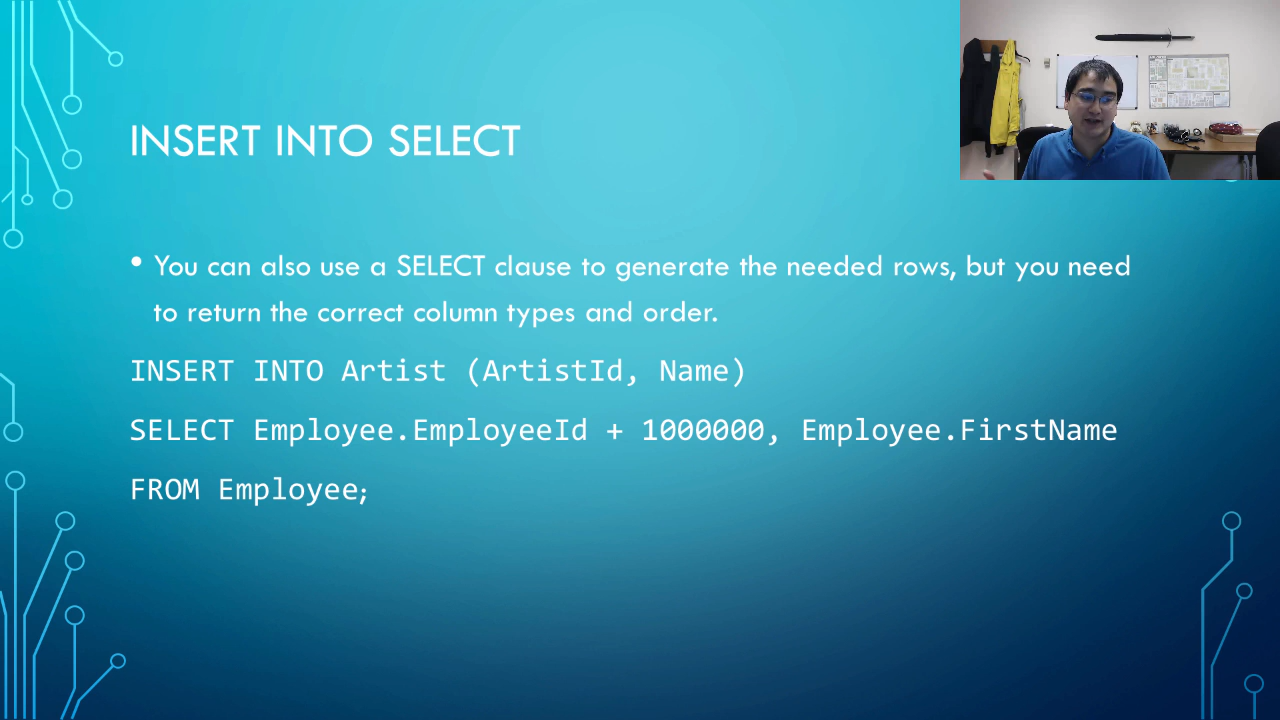 INSERT INTO SELECT
• You can also use a SELECT clause to generate the needed rows, but you need
to return the correct column types and order.
INSERT INTO Artist (ArtistId, Name)
SELECT Employee.EmployeeId + 1000000, Employee.FirstName
FROM Employee;